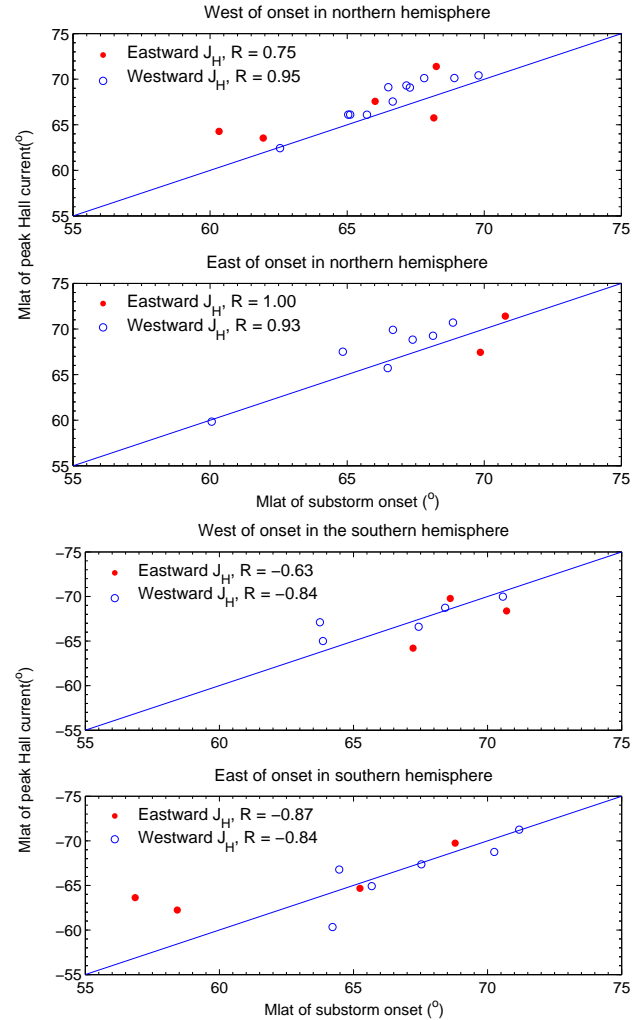 West of onset in northern hemisphere
75
70
65
60
55
Eastward J_H, R = 0.75
Westward J_H, R = 0.95
55 60 65 70 75
East of onset in northern hemisphere
75
70
65
60
55
Eastward J_H, R = 1.00
Westward J_H, R = 0.93
55 60 65 70 75
Mlat of substorm onset (°)
Mlat of peak Hall current(°)
West of onset in the southern hemisphere
−75
−70
−65
−60
−55
Eastward J_H, R = −0.63
Westward J_H, R = −0.84
55 60 65 70 75
East of onset in southern hemisphere
−75
−70
−65
−60
−55
Eastward J_H, R = −0.87
Westward J_H, R = −0.84
55 60 65 70 75
Mlat of substorm onset (°)
Mlat of peak Hall current(°)